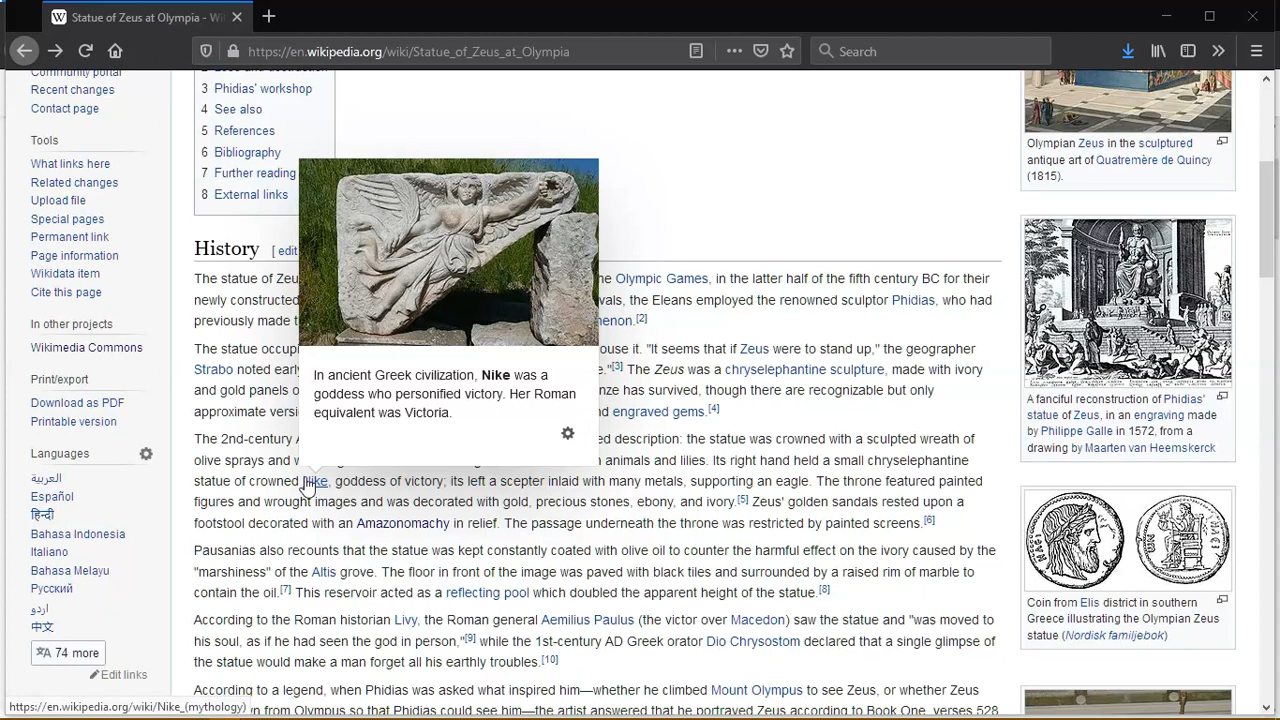 Statue of Zeus at Olympia - Wi
https://en.wikipedia.org/wiki/Statue_of_Zeus_at_Olympia
Search
Community portal
Recent changes
Contact page
Tools
What links here
Related changes
Upload file
Special pages
Permanent link
Page information
Wikidata item
Cite this page
In other projects
Wikimedia Commons
Print/export
Download as PDF
Printable version
Languages
العربية
Español
हिन्दी
Bahasa Indonesia
Italiano
Bahasa Melayu
Русский
اردو
中文
74 more
Edit links
3 Phidias' workshop
4 See also
5 References
6 Bibliography
7 Further reading
8 External links
History [ edit
The statue of Zeu
e Olympic Games, in the latter half of the fifth century BC for their
newly constructed
vals, the Eleans employed the renowned sculptor Phidias, who had
previously made t
enon.[2]
The statue occup
ouse it. "It seems that if Zeus were to stand up," the geographer
Strabo noted early
e."[3] The Zeus was a chryselephantine sculpture, made with ivory
and gold panels o
nze has survived, though there are recognizable but only
approximate versi
engraved gems.[4]
In ancient Greek civilization, Nike was a
goddess who personified victory. Her Roman
equivalent was Victoria.
The 2nd-century A
ed description: the statue was crowned with a sculpted wreath of
olive sprays and w
animals and lilies. Its right hand held a small chryselephantine
statue of crowned Nike, goddess of victory; its left a scepter inlaid with many metals, supporting an eagle. The throne featured painted
figures and wrought images and was decorated with gold, precious stones, ebony, and ivory.[5] Zeus' golden sandals rested upon a
footstool decorated with an Amazonomachy in relief. The passage underneath the throne was restricted by painted screens.[6]
Pausanias also recounts that the statue was kept constantly coated with olive oil to counter the harmful effect on the ivory caused by the
"marshiness" of the Altis grove. The floor in front of the image was paved with black tiles and surrounded by a raised rim of marble to
contain the oil.[7] This reservoir acted as a reflecting pool which doubled the apparent height of the statue.[8]
According to the Roman historian Livy, the Roman general Aemilius Paulus (the victor over Macedon) saw the statue and "was moved to
his soul, as if he had seen the god in person,"[9] while the 1st-century AD Greek orator Dio Chrysostom declared that a single glimpse of
the statue would make a man forget all his earthly troubles.[10]
According to a legend, when Phidias was asked what inspired him—whether he climbed Mount Olympus to see Zeus, or whether Zeus
https://en.wikipedia.org/wiki/Nike_(mythology)
Olympian Zeus in the sculptured
antique art of Quatremère de Quincy
(1815).
A fanciful reconstruction of Phidias'
statue of Zeus, in an engraving made
by Philippe Galle in 1572, from a
drawing by Maarten van Heemskerck
Coin from Elis district in southern
Greece illustrating the Olympian Zeus
statue (Nordisk familjebok)